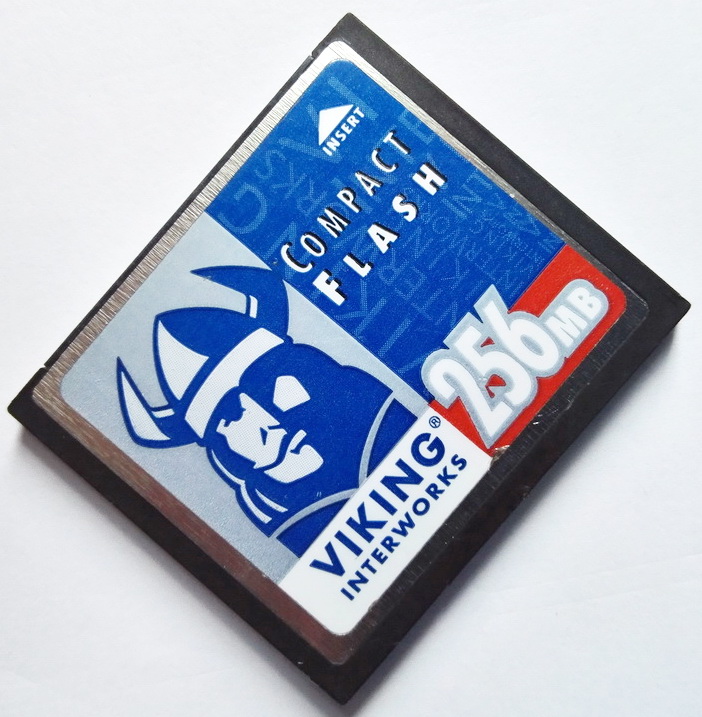 INSERT
COMPACT
FLASH
256MB
VIKING®
INTERWORKS